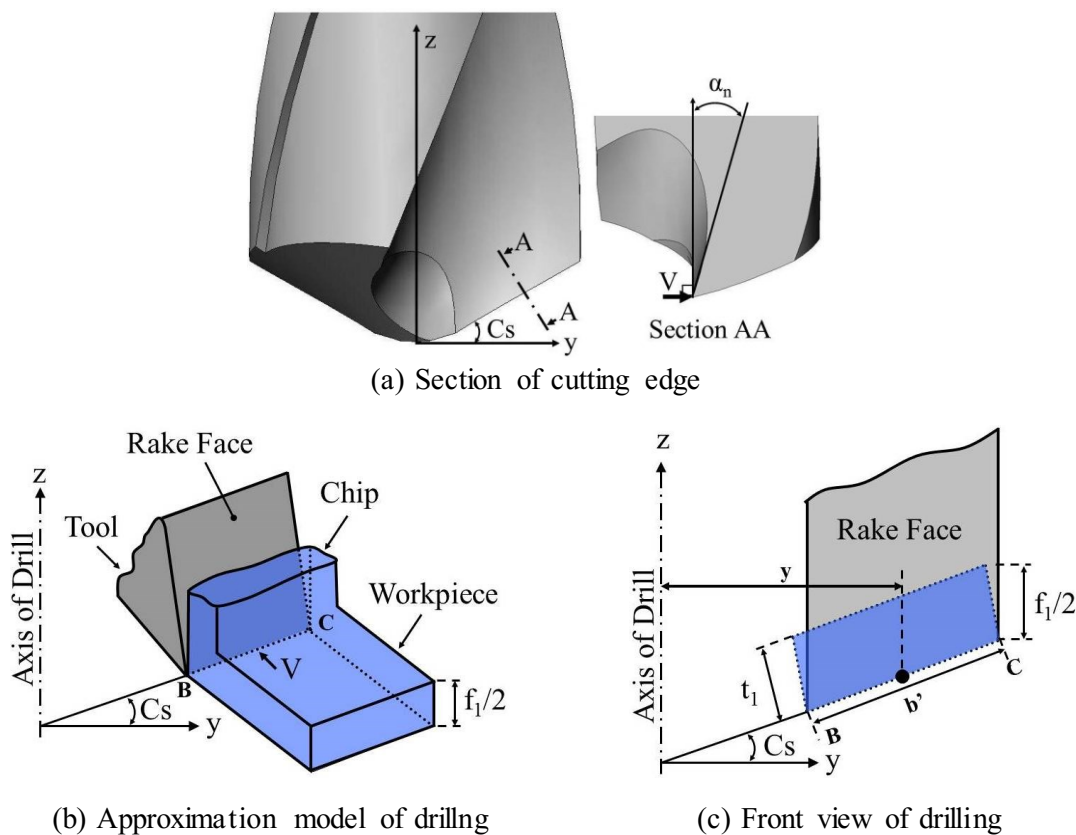 z
αₙ
A
A
V
Cs
y
Section AA
(a) Section of cutting edge
Rake Face
z
Chip
Tool
Axis of Drill
Workpiece
C
V
B
f₁/2
Cs
y
z
Rake Face
y
Axis of Drill
f₁/2
t₁
C
b’
B
Cs
y
(b) Approximation model of drillng
(c) Front view of drilling